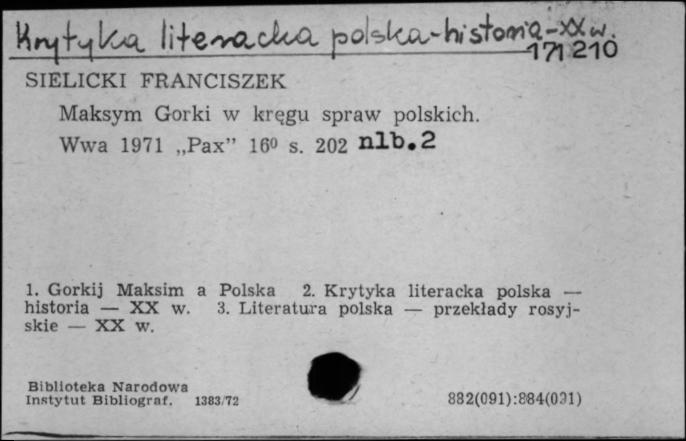 Krytyka literacka polska-historia-XX w.
171 210
SIELICKI FRANCISZEK
Maksym Gorki w kręgu spraw polskich.
Wwa 1971 „Pax” 16⁰ s. 202 nlb.2
1. Gorkij Maksim a Polska 2. Krytyka literacka polska —
historia — XX w. 3. Literatura polska — przekłady rosyj-
skie — XX w.
Biblioteka Narodowa
Instytut Bibliograf. 1383/72
882(091):884(091)